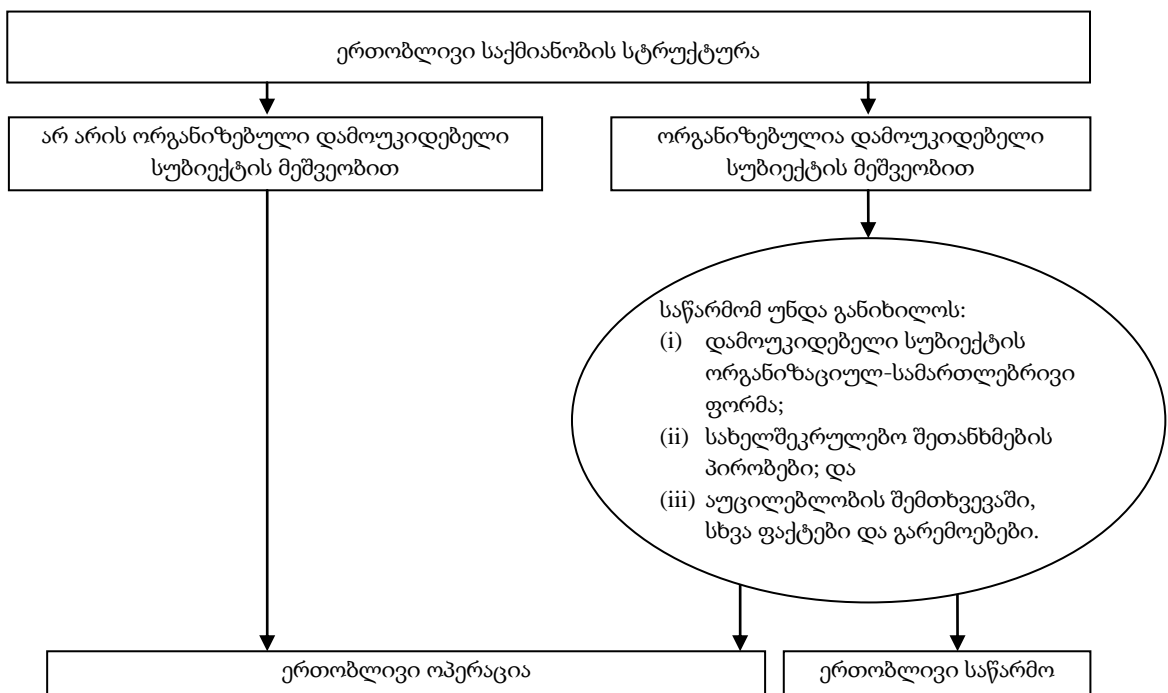 ერთობლივი საქმიანობის სტრუქტურა
არ არის ორგანიზებული დამოუკიდებელი
სუბიექტის მეშვეობით
ორგანიზებულია დამოუკიდებელი
სუბიექტის მეშვეობით
საწარმომ უნდა განიხილოს:
(i) დამოუკიდებელი სუბიექტის
ორგანიზაციულ-სამართლებრივი
ფორმა;
(ii) სახელშეკრულებო შეთანხმების
პირობები; და
(iii) აუცილებლობის შემთხვევაში,
სხვა ფაქტები და გარემოებები.
ერთობლივი ოპერაცია
ერთობლივი საწარმო